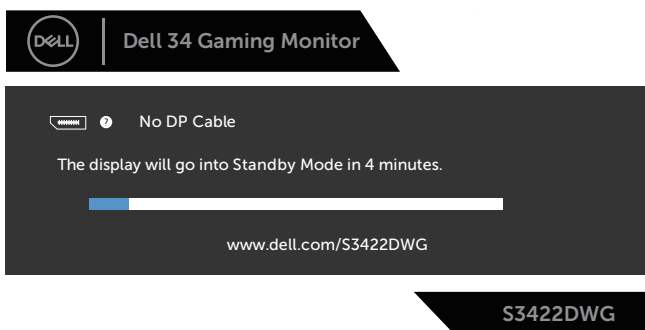 DELL
Dell 34 Gaming Monitor
? No DP Cable
The display will go into Standby Mode in 4 minutes.
www.dell.com/S3422DWG
S3422DWG